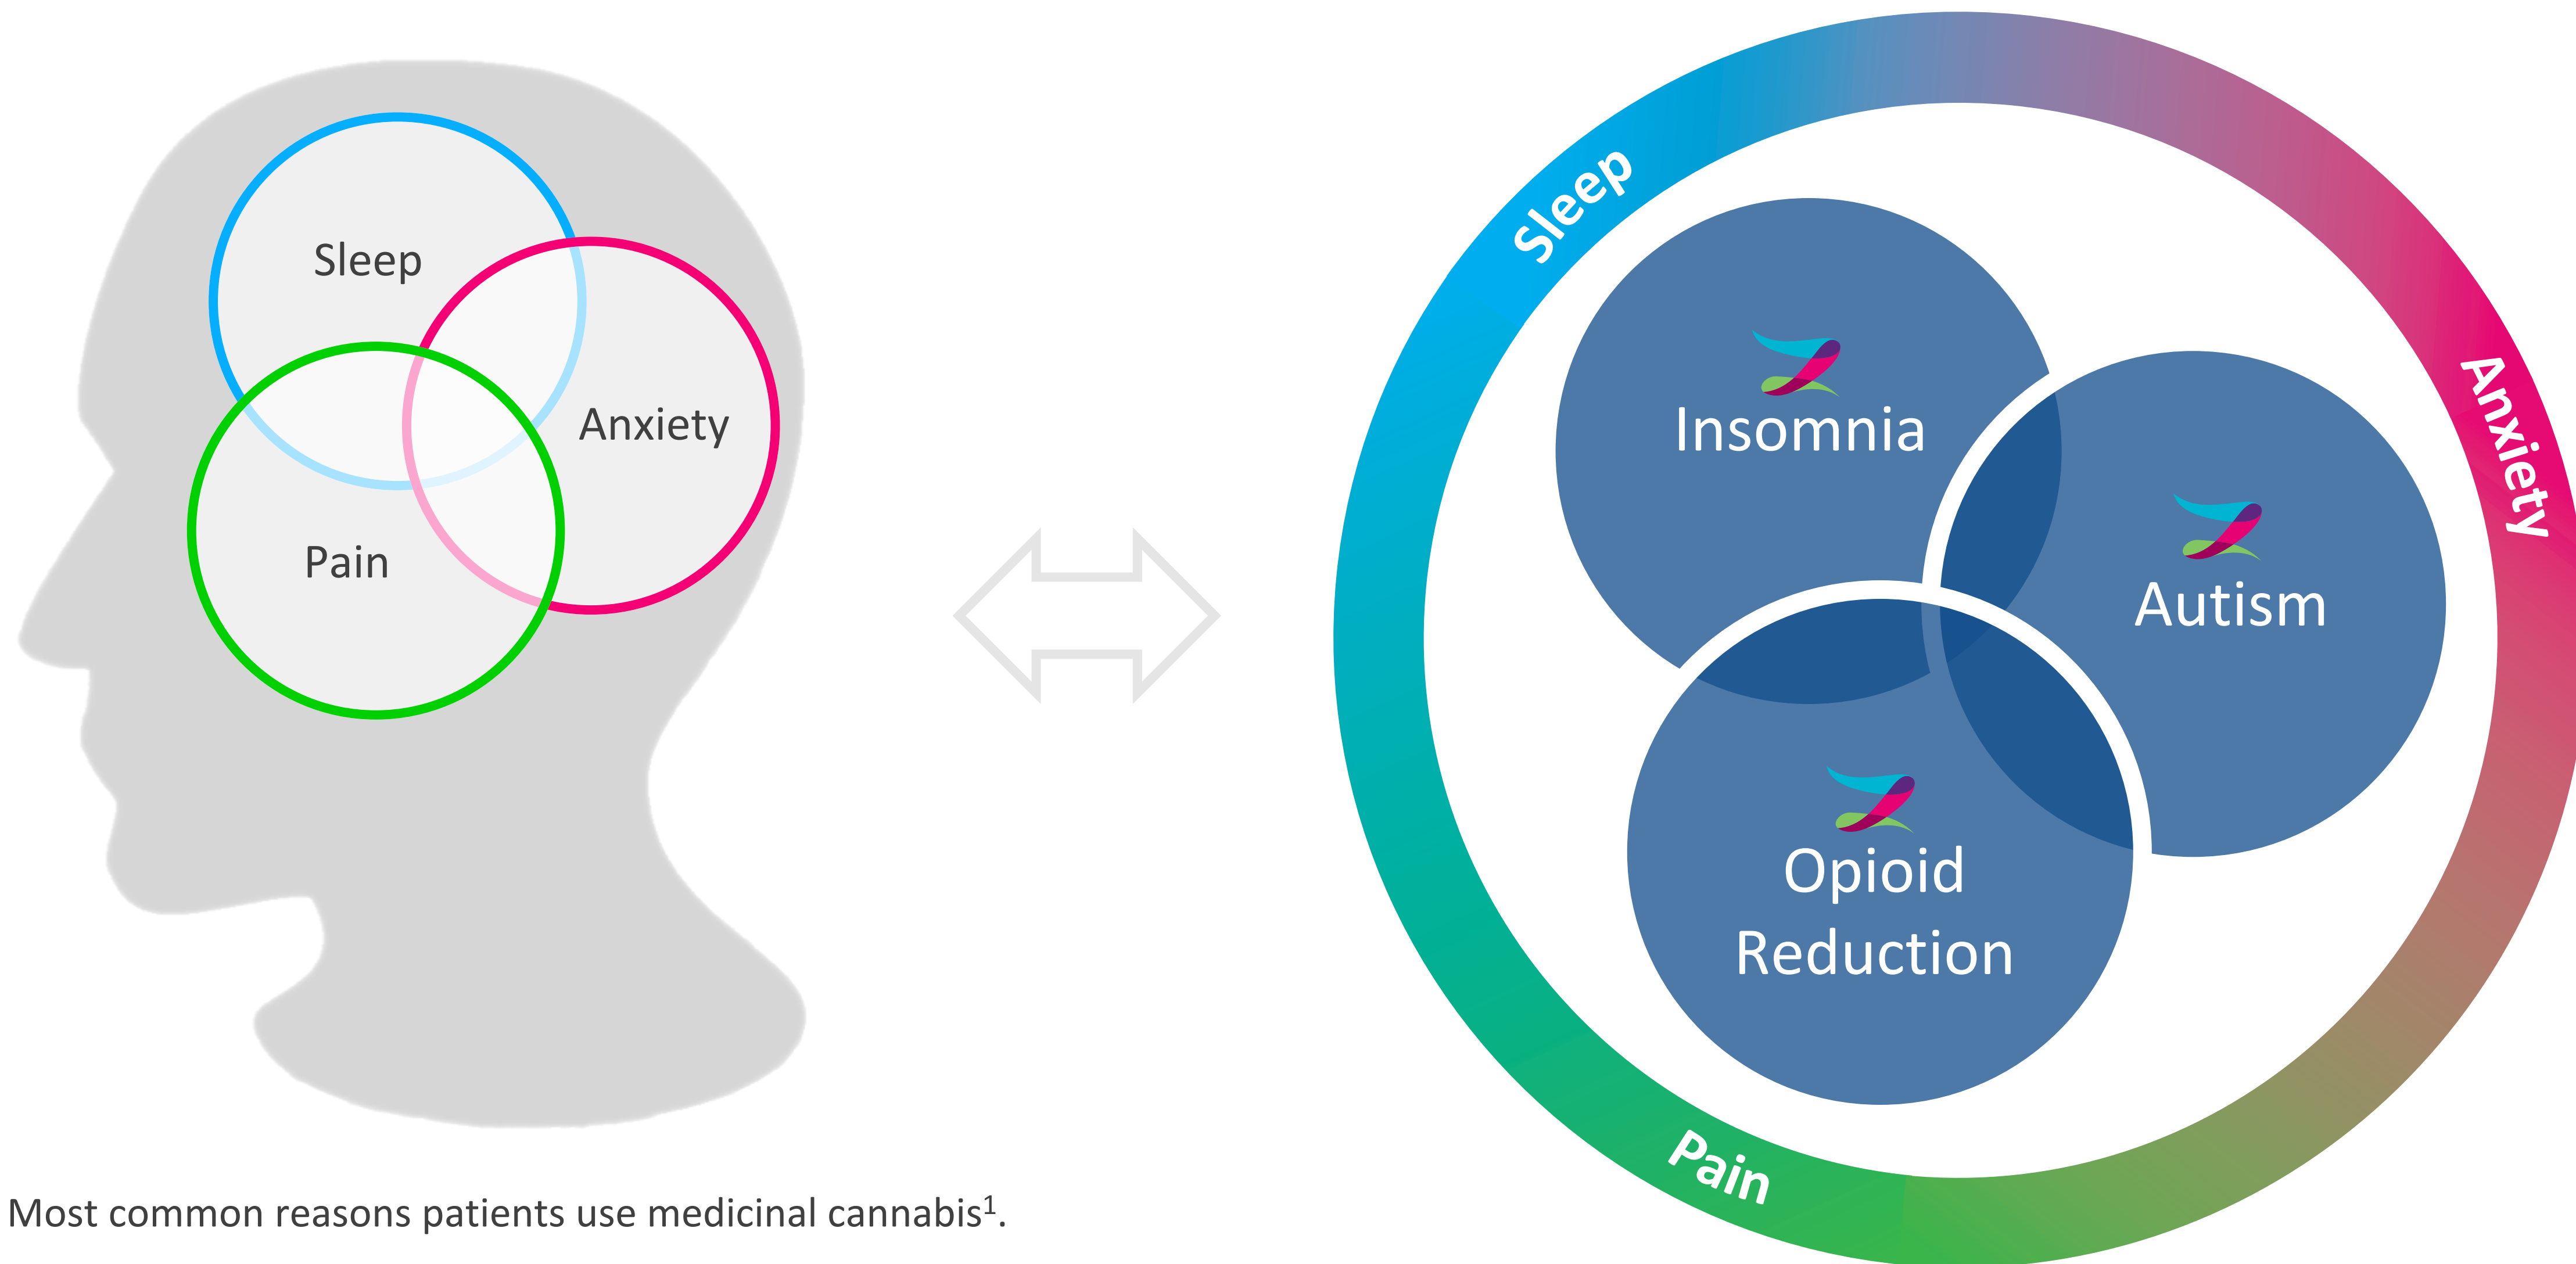 Sleep
Anxiety
Pain
Most common reasons patients use medicinal cannabis¹.
Sleep
Anxiety
Pain
Insomnia
Autism
Opioid
Reduction